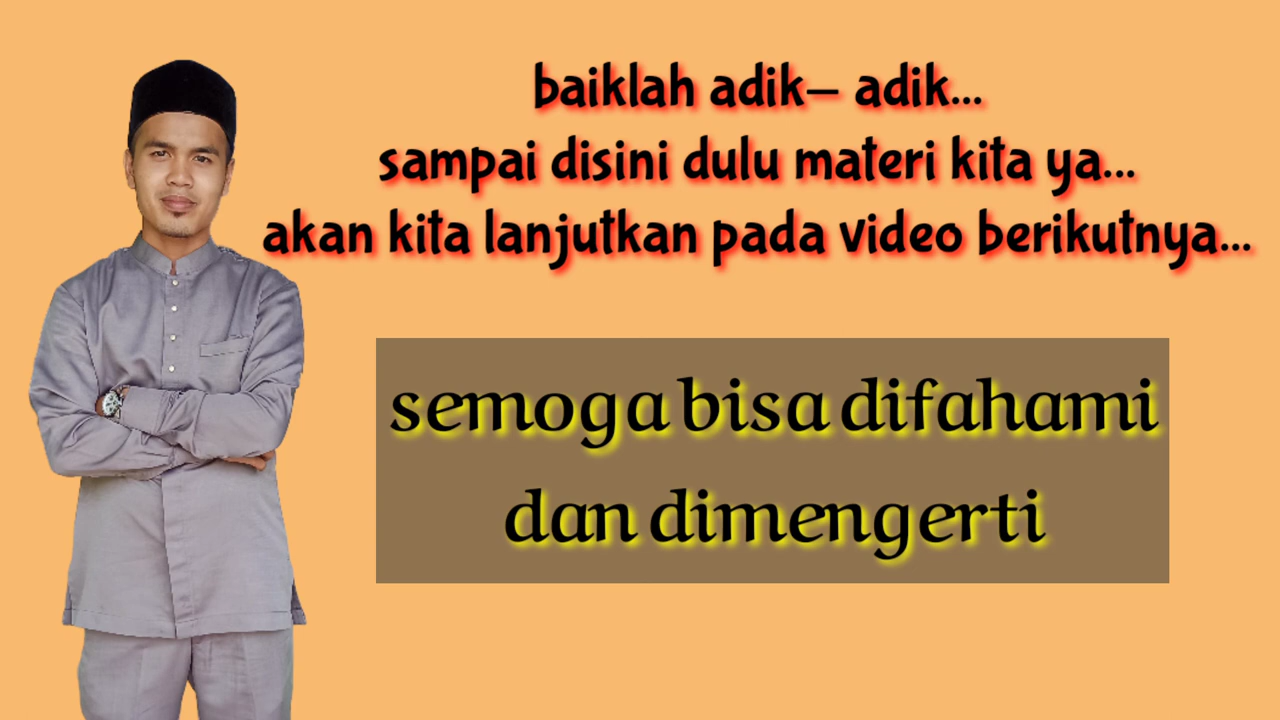 baiklah adik– adik...
sampai disini dulu materi kita ya...
akan kita lanjutkan pada video berikutnya...
semoga bisa difahami
dan dimengerti